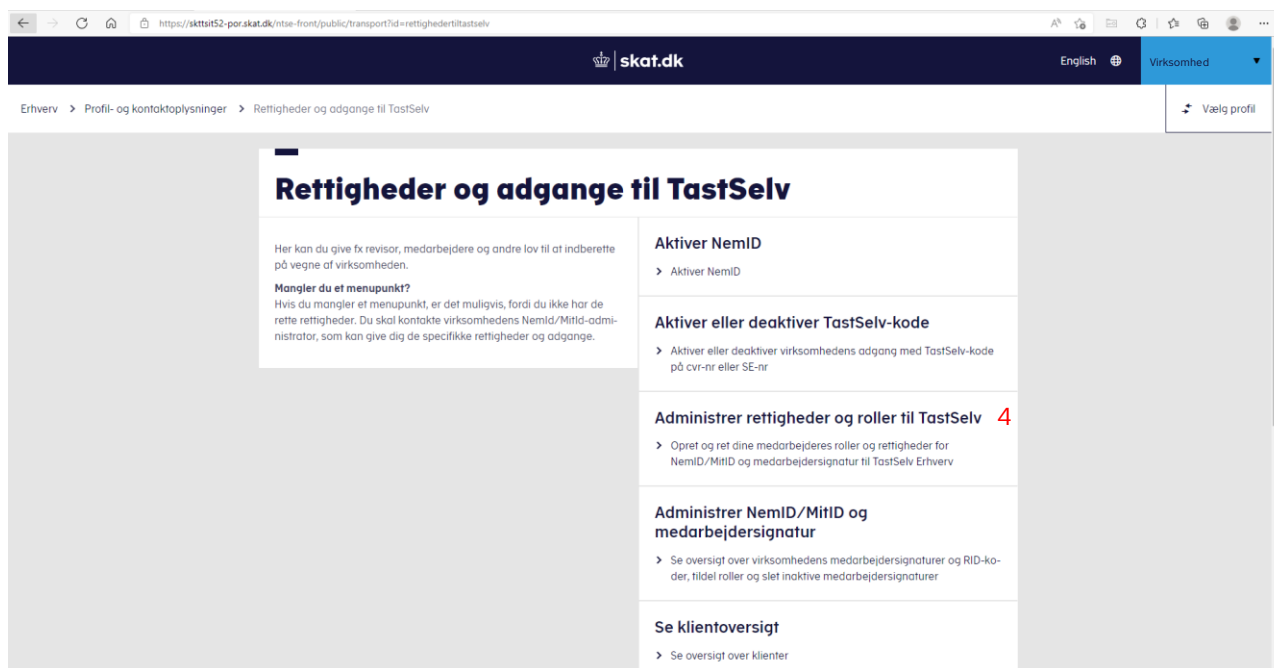 https://skttsit52-por.skat.dk/ntse-front/public/transport?id=rettighedertiltastselv
skat.dk
English
Virksomhed
Erhverv > Profil- og kontaktoplysninger > Rettigheder og adgange til TastSelv
Vælg profil
Rettigheder og adgange til TastSelv
Her kan du give fx revisor, medarbejdere og andre lov til at indberette
på vegne af virksomheden.
Mangler du et menupunkt?
Hvis du mangler et menupunkt, er det muligvis, fordi du ikke har de
rette rettigheder. Du skal kontakte virksomhedens NemId/MitId-admi-
nistrator, som kan give dig de specifikke rettigheder og adgange.
Aktiver NemID
> Aktiver NemID
Aktiver eller deaktiver TastSelv-kode
> Aktiver eller deaktiver virksomhedens adgang med TastSelv-kode
på cvr-nr eller SE-nr
Administrer rettigheder og roller til TastSelv 4
> Opret og ret dine medarbejderes roller og rettigheder for
NemID/MitID og medarbejdersignatur til TastSelv Erhverv
Administrer NemID/MitID og
medarbejdersignatur
> Se oversigt over virksomhedens medarbejdersignaturer og RID-ko-
der, tildel roller og slet inaktive medarbejdersignaturer
Se klientoversigt
> Se oversigt over klienter